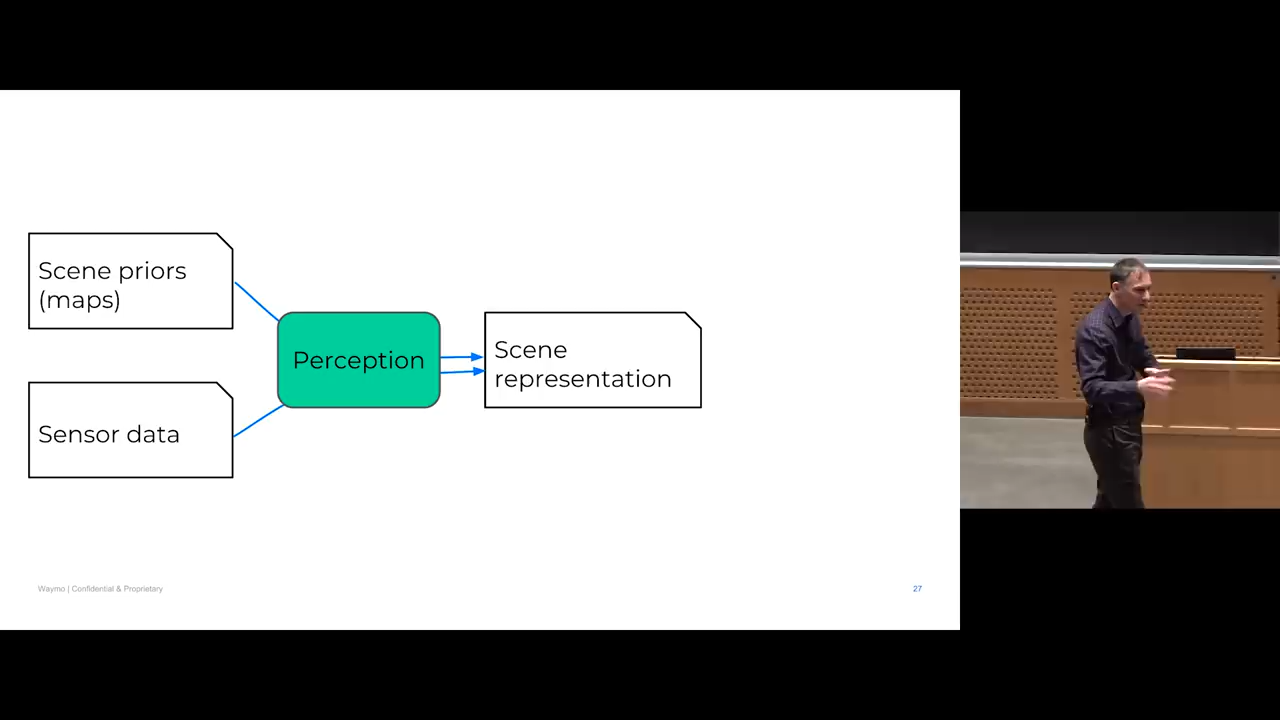 Scene priors
(maps)
Perception
Scene
representation
Sensor data
Waymo | Confidential & Proprietary
27